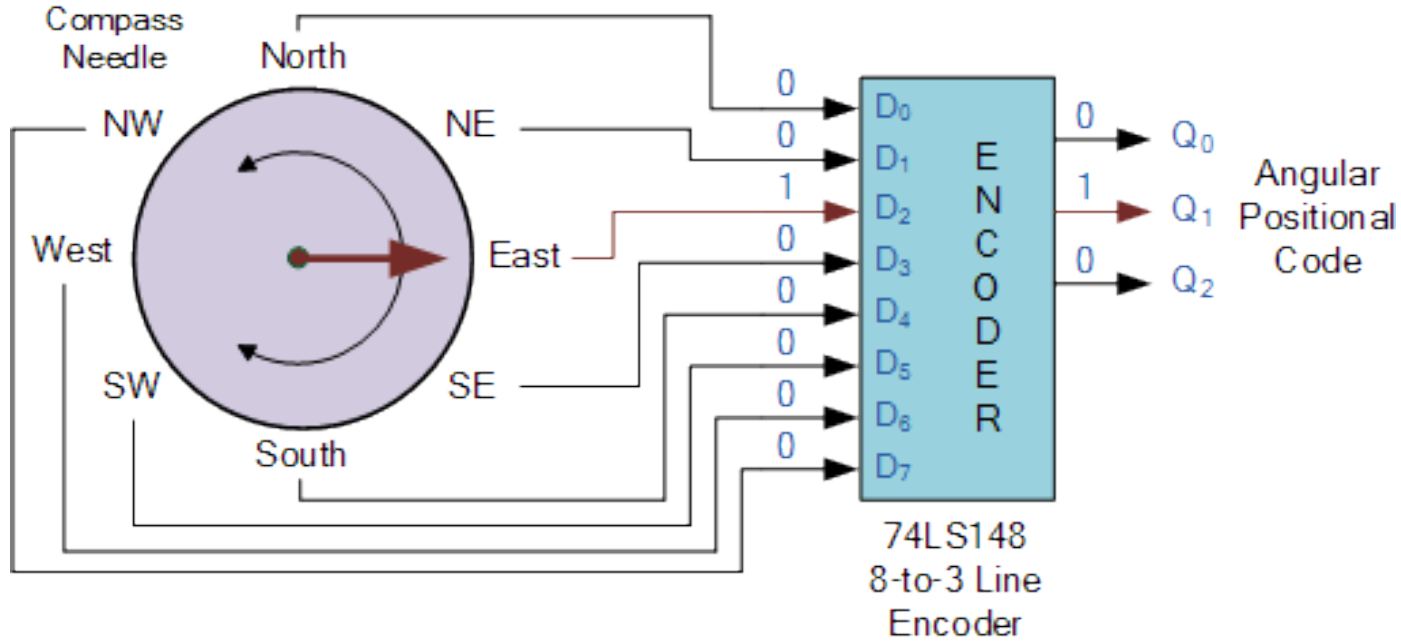 Compass
Needle
North
NW
NE
West
East
SW
SE
South
0
0
1
0
0
0
0
0
D₀
D₁
D₂
D₃
D₄
D₅
D₆
D₇
E
N
C
O
D
E
R
0
1
0
Q₀
Q₁
Q₂
Angular
Positional
Code
74LS148
8-to-3 Line
Encoder